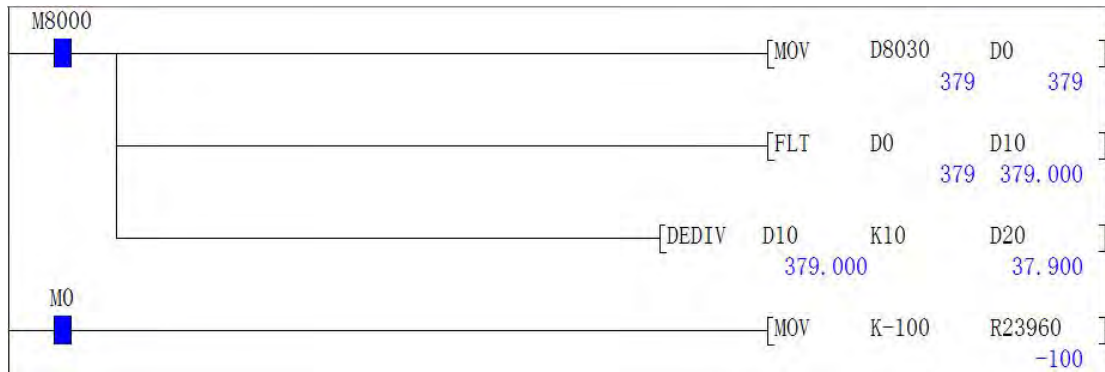 M8000
[MOV D8030 D0 ]
379 379
[FLT D0 D10 ]
379 379.000
[DEDIV D10 K10 D20 ]
379.000 37.900
M0
[MOV K-100 R23960 ]
-100